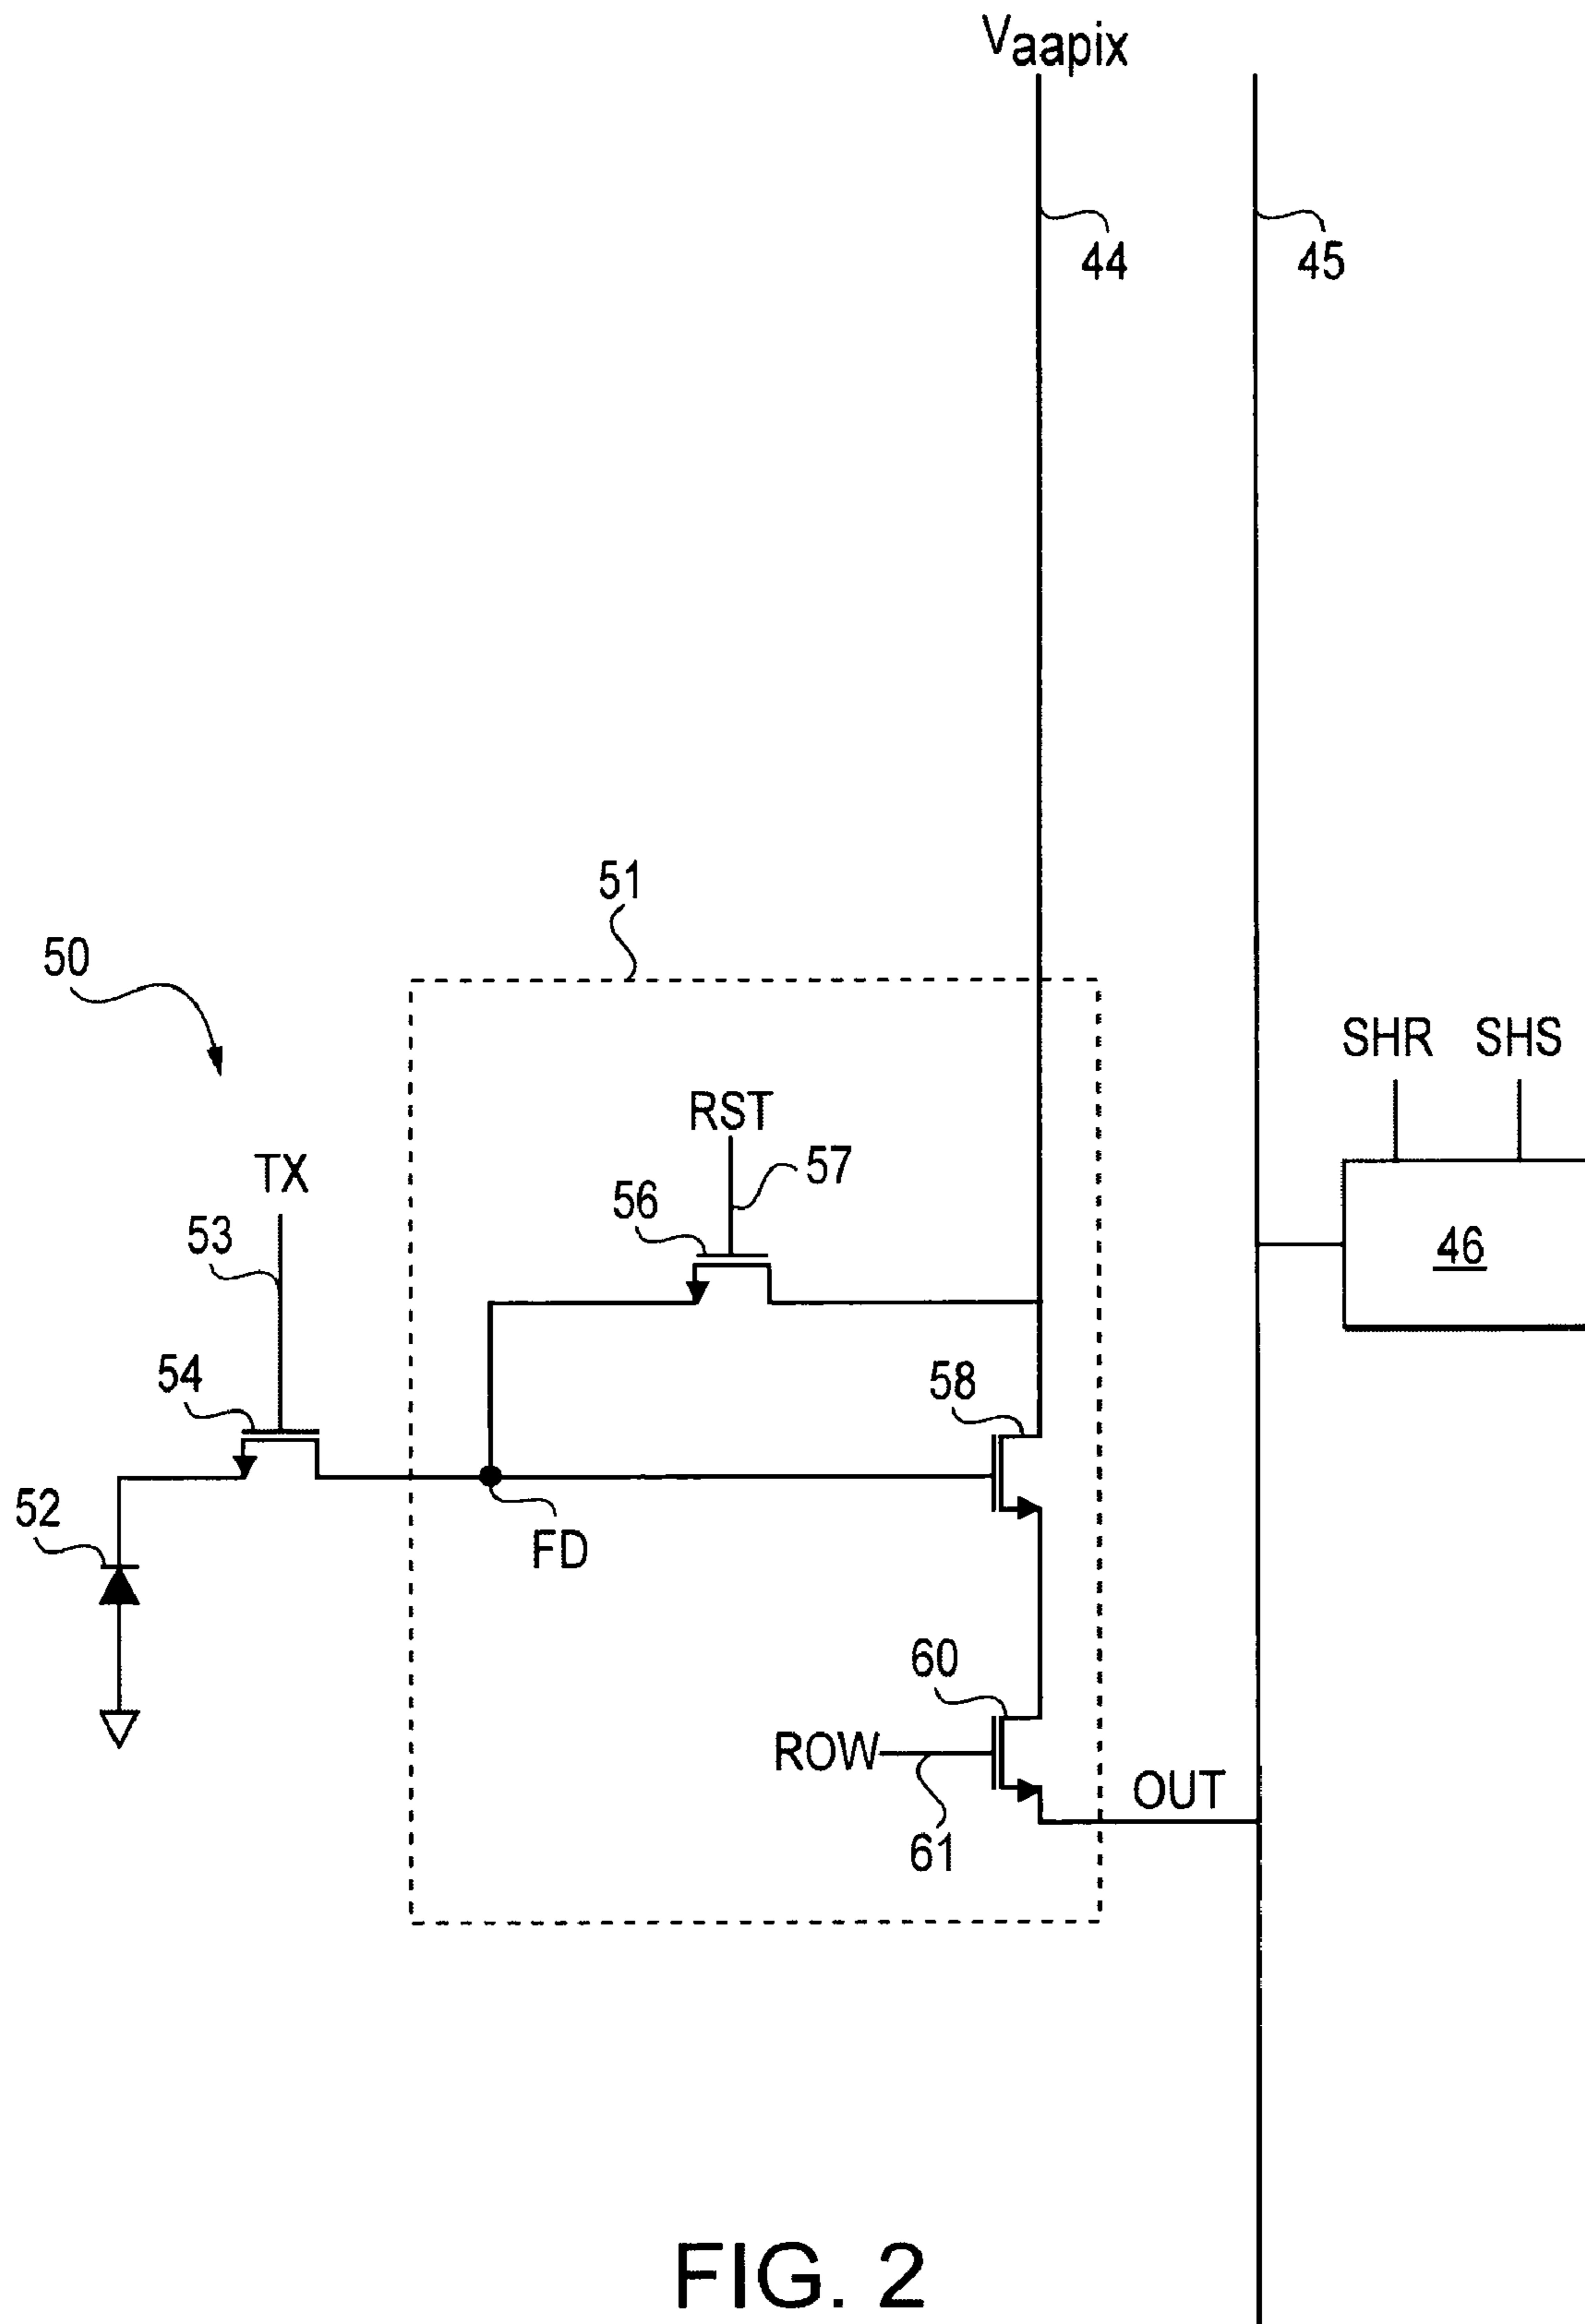 Vaapix
44
45
51
50
SHR SHS
RST
57
TX
56
53
46
54
58
52
FD
60
ROW
OUT
61
FIG. 2